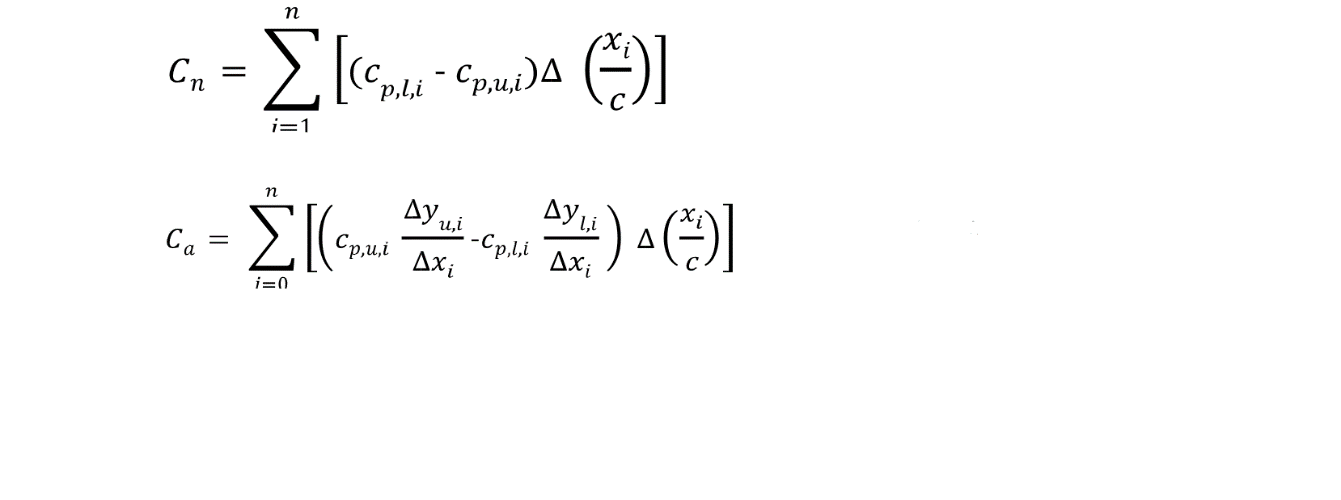 C_n = \sum_{i=1}^{n} \left[ (c_{p,l,i} - c_{p,u,i}) \Delta \left( \frac{x_i}{c} \right) \right]
C_a = \sum_{i=0}^{n} \left[ \left( c_{p,u,i} \frac{\Delta y_{u,i}}{\Delta x_i} - c_{p,l,i} \frac{\Delta y_{l,i}}{\Delta x_i} \right) \Delta \left( \frac{x_i}{c} \right) \right]